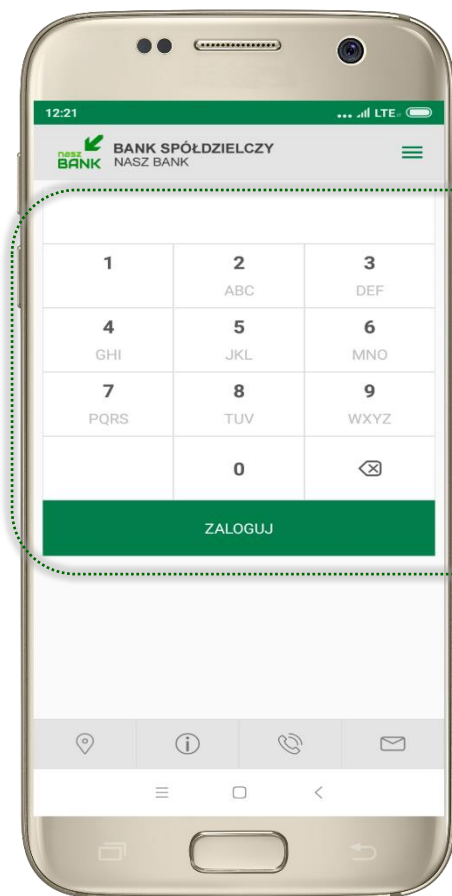 12:21
LTE
nasz BANK
BANK SPÓŁDZIELCZY
NASZ BANK
1 2 3
ABC DEF
4 5 6
GHI JKL MNO
7 8 9
PQRS TUV WXYZ
0
ZALOGUJ